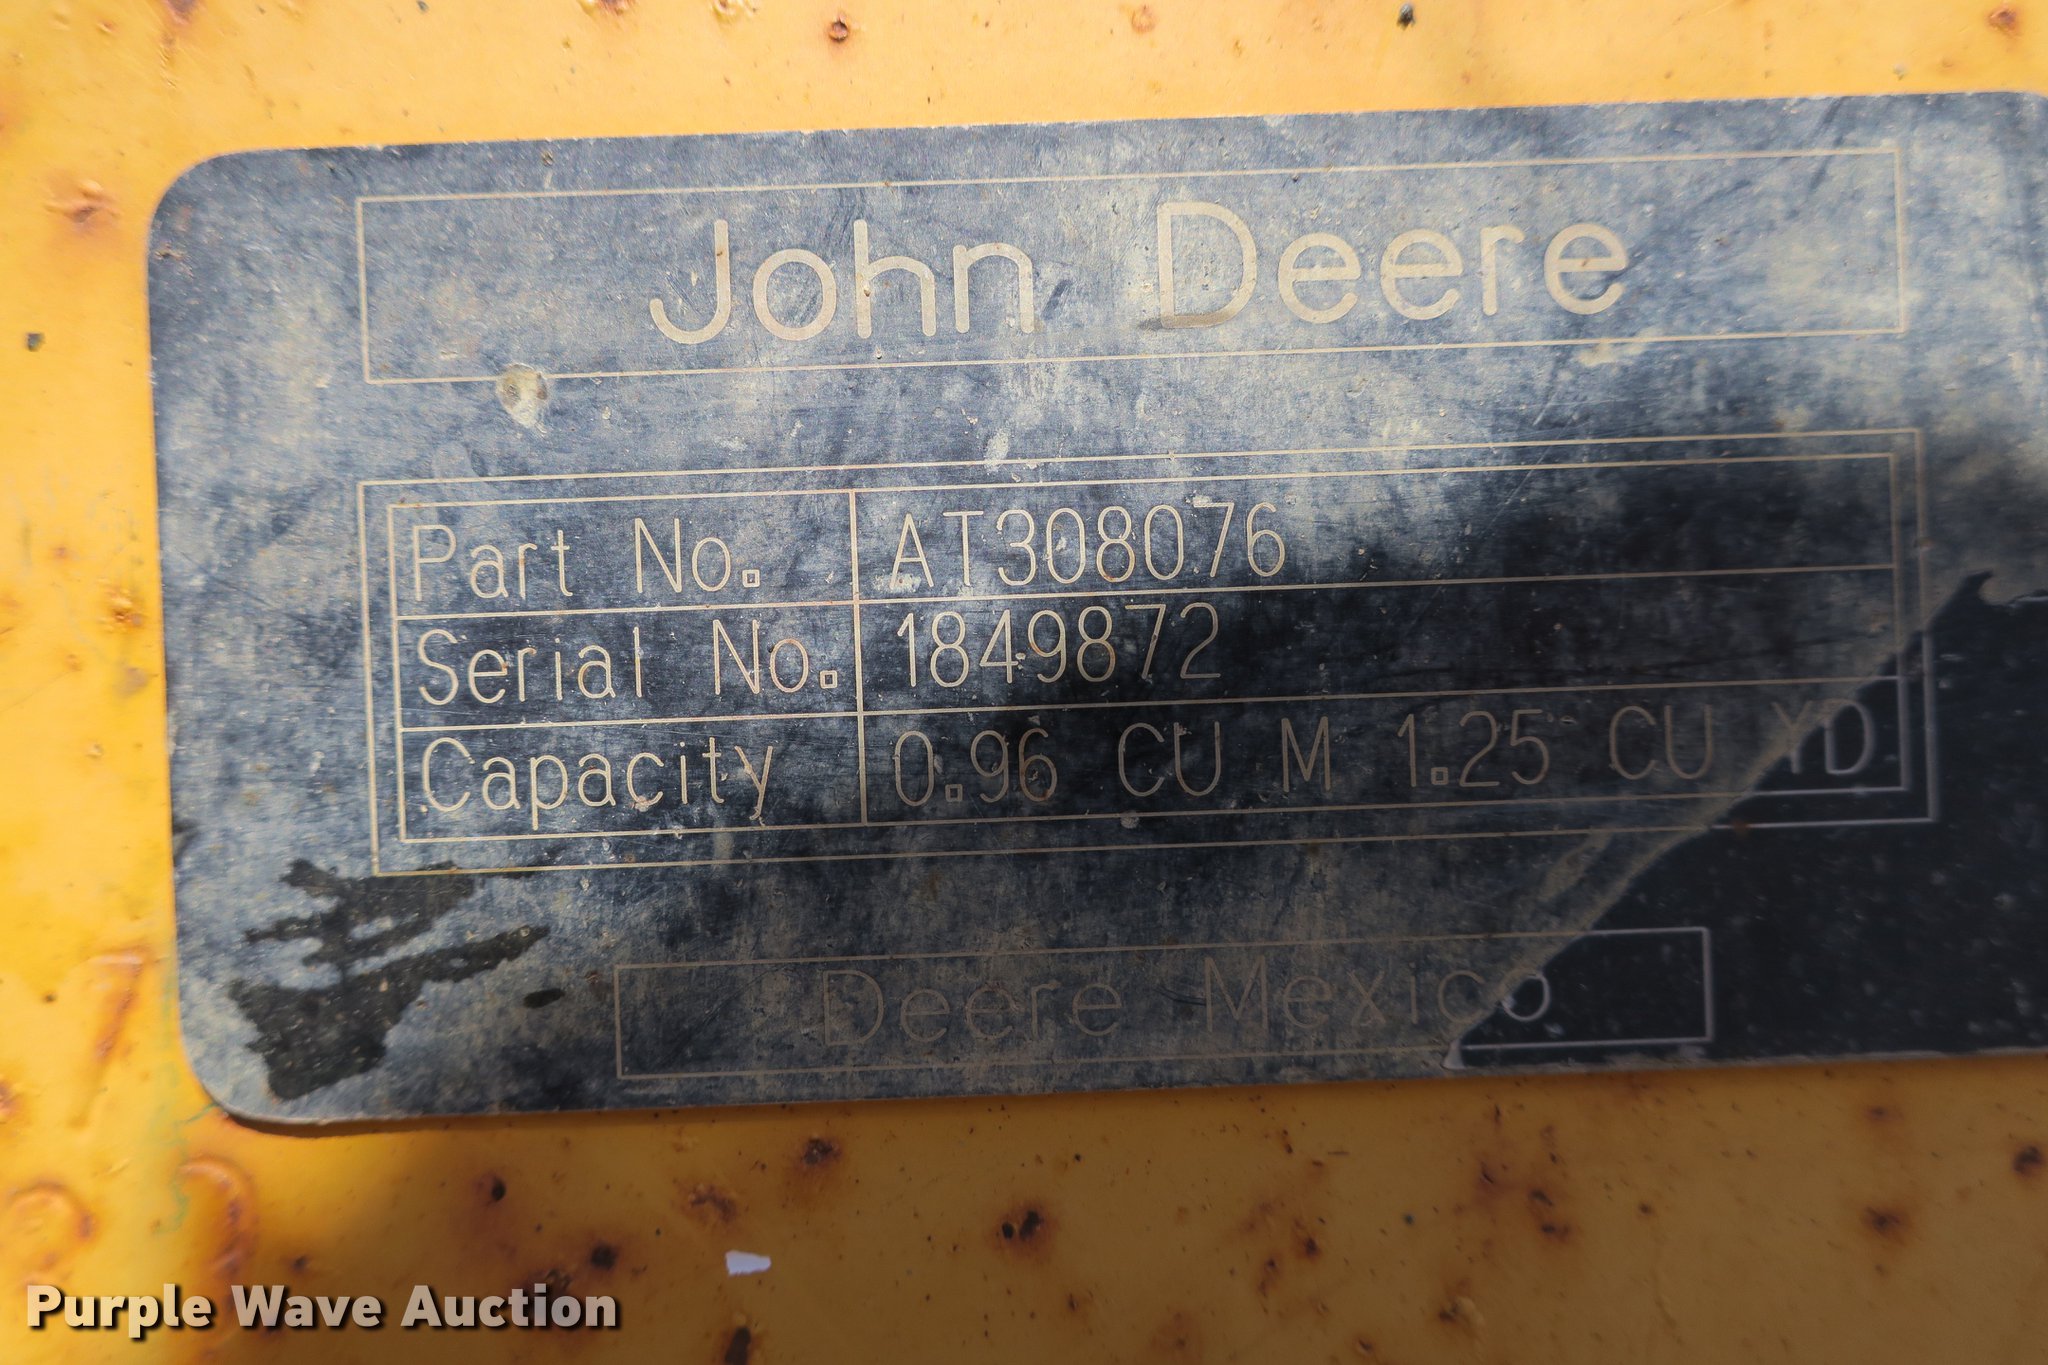 John Deere
Part No. AT308076
Serial No. 1849872
Capacity 0.96 CU M 1.25 CU YD
Deere Mexico
Purple Wave Auction